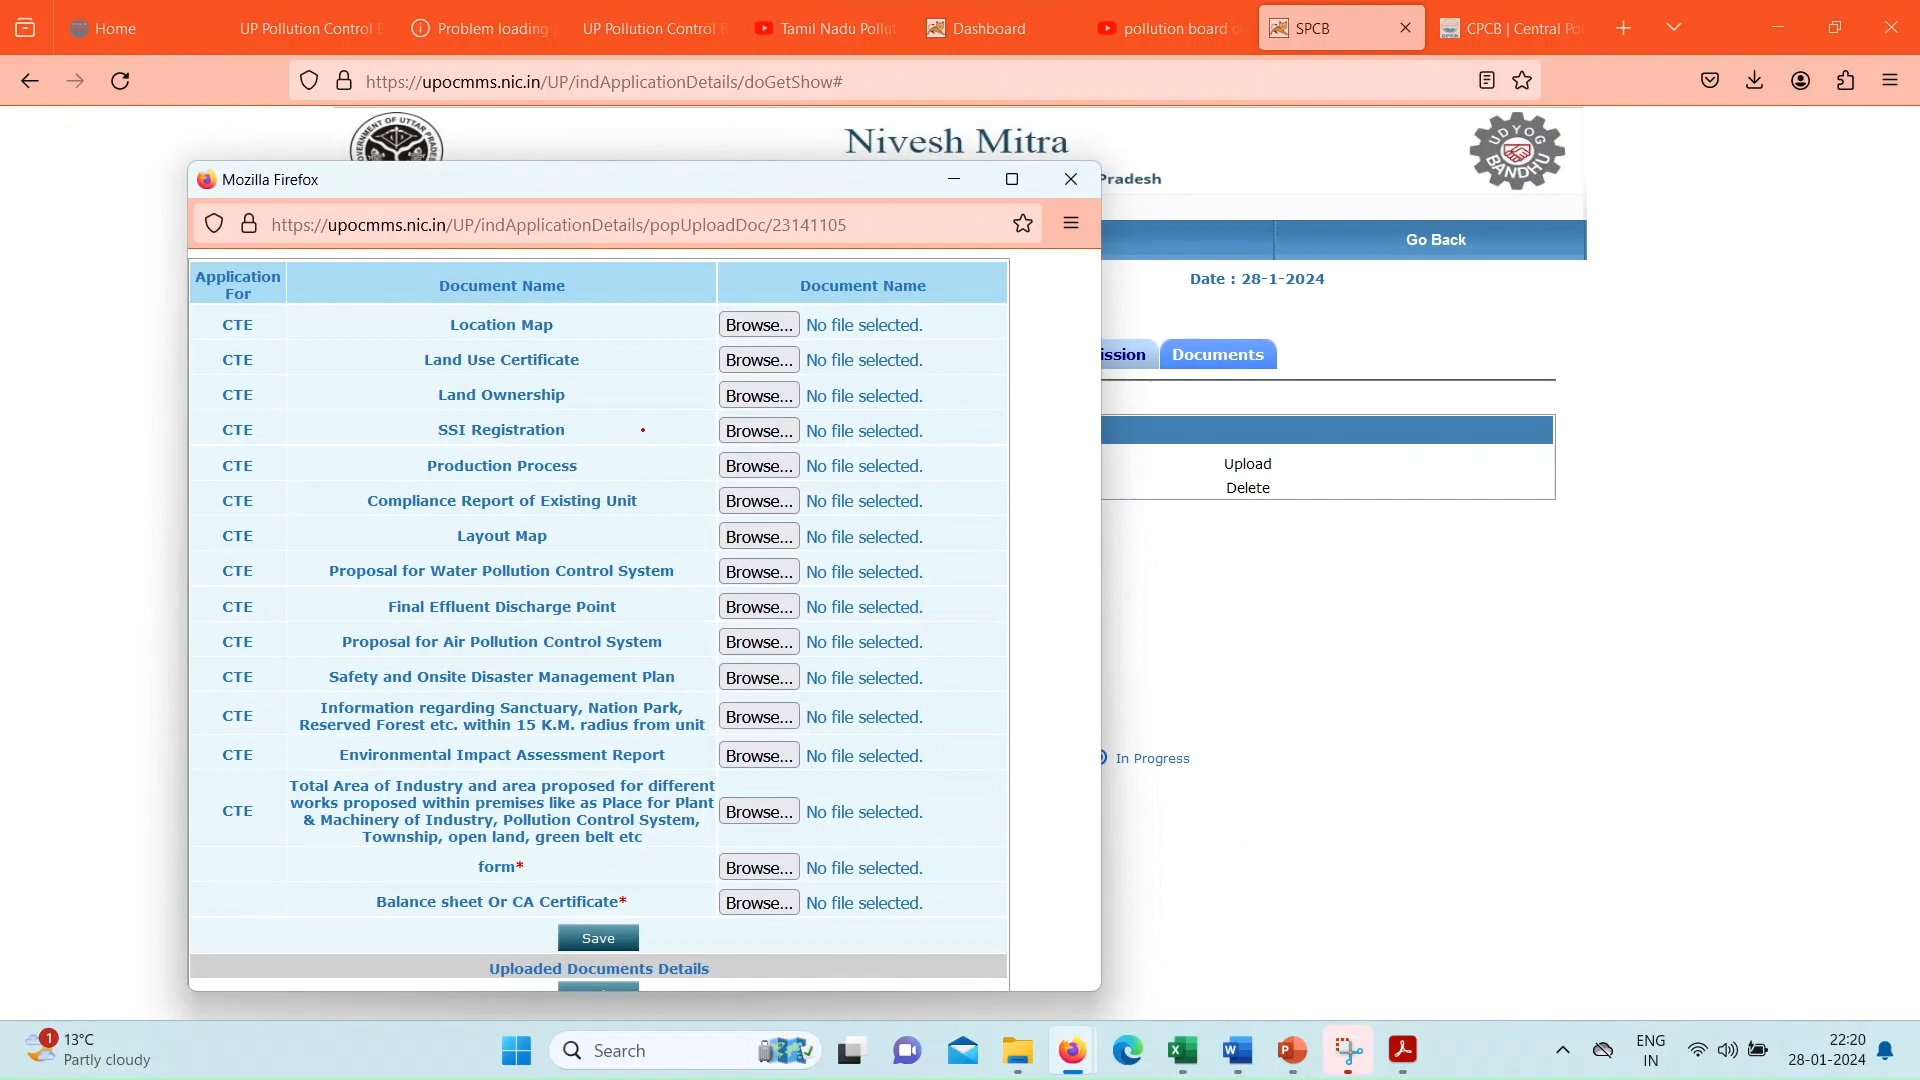 Home
UP Pollution Control B
Problem loading
UP Pollution Control B
Tamil Nadu Pollut
Dashboard
pollution board c
SPCB
CPCB | Central Po
https://upocmms.nic.in/UP/indApplicationDetails/doGetShow#
GOVERNMENT OF UTTAR PRADESH
Nivesh Mitra
UDYOG
BANDHU
Pradesh
Mozilla Firefox
https://upocmms.nic.in/UP/indApplicationDetails/popUploadDoc/23141105
Go Back
Date : 28-1-2024
ission
Documents
Upload
Delete
In Progress
Application For
Document Name
Document Name
CTE
Location Map
Browse... No file selected.
CTE
Land Use Certificate
Browse... No file selected.
CTE
Land Ownership
Browse... No file selected.
CTE
SSI Registration
Browse... No file selected.
CTE
Production Process
Browse... No file selected.
CTE
Compliance Report of Existing Unit
Browse... No file selected.
CTE
Layout Map
Browse... No file selected.
CTE
Proposal for Water Pollution Control System
Browse... No file selected.
CTE
Final Effluent Discharge Point
Browse... No file selected.
CTE
Proposal for Air Pollution Control System
Browse... No file selected.
CTE
Safety and Onsite Disaster Management Plan
Browse... No file selected.
CTE
Information regarding Sanctuary, Nation Park,
Reserved Forest etc. within 15 K.M. radius from unit
Browse... No file selected.
CTE
Environmental Impact Assessment Report
Browse... No file selected.
CTE
Total Area of Industry and area proposed for different
works proposed within premises like as Place for Plant
& Machinery of Industry, Pollution Control System,
Township, open land, green belt etc
Browse... No file selected.
form*
Browse... No file selected.
Balance sheet Or CA Certificate*
Browse... No file selected.
Save
Uploaded Documents Details
1
13°C
Partly cloudy
Search
ENG
IN
22:20
28-01-2024